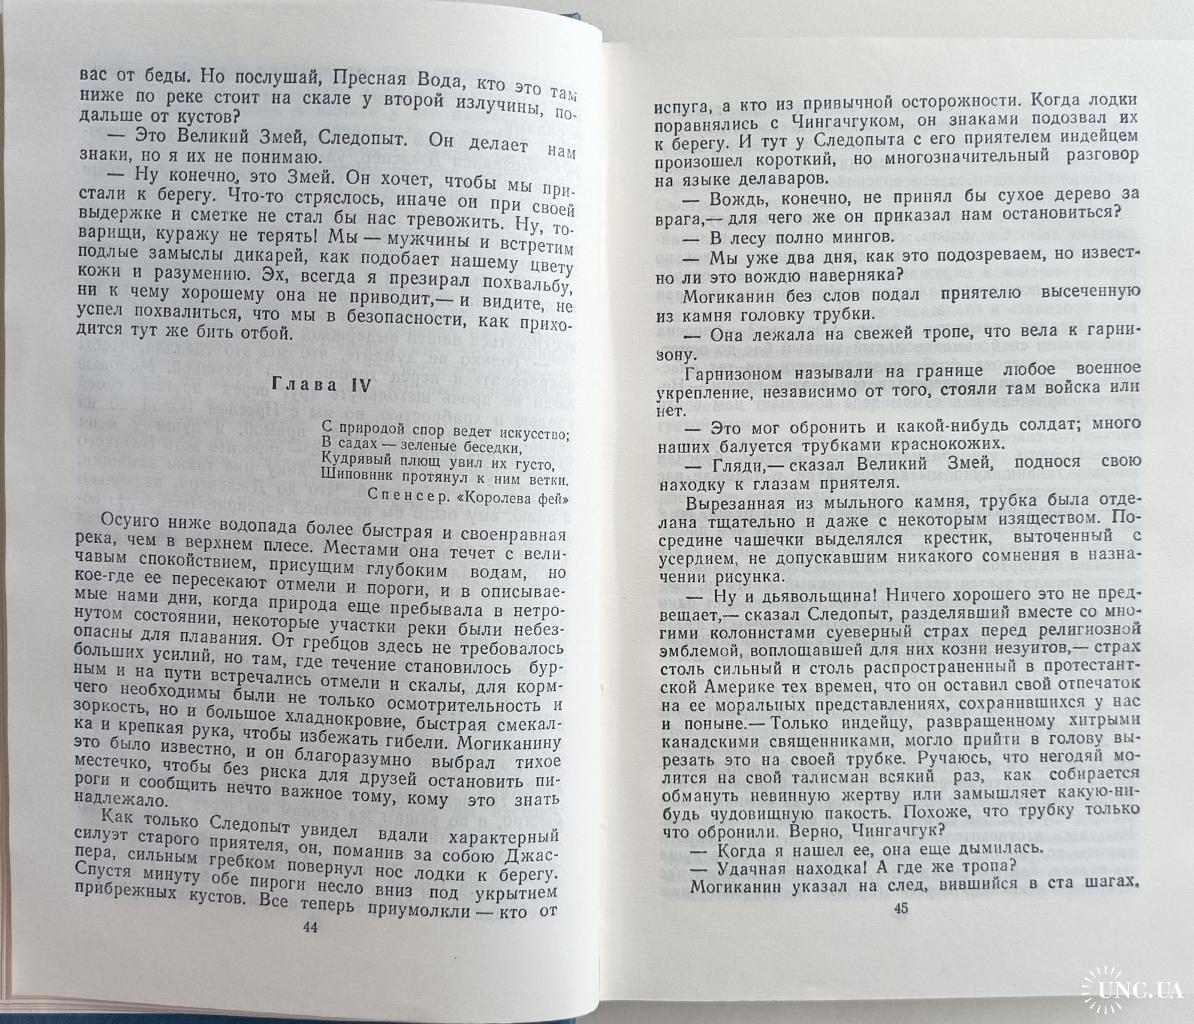 вас от беды. Но послушай, Пресная Вода, кто это там
ниже по реке стоит на скале у второй излучины, по-
дальше от кустов?
— Это Великий Змей, Следопыт. Он делает нам
знаки, но я их не понимаю.
— Ну конечно, это Змей. Он хочет, чтобы мы при-
стали к берегу. Что-то стряслось, иначе он при своей
выдержке и сметке не стал бы нас тревожить. Ну, то-
варищи, куражу не терять! Мы — мужчины и встретим
подлые замыслы дикарей, как подобает нашему цвету
кожи и разумению. Эх, всегда я презирал похвальбу,
ни к чему хорошему она не приводит,— и видите, не
успел похвалиться, что мы в безопасности, как прихо-
дится тут же бить отбой.
Глава IV
С природой спор ведет искусство;
В садах — зеленые беседки,
Кудрявый плющ увил их густо,
Шиповник протянул к ним ветки.
Спенсер. «Королева фей»
Осуиго ниже водопада более быстрая и своенравная
река, чем в верхнем плесе. Местами она течет с вели-
чавым спокойствием, присущим глубоким водам, но
кое-где ее пересекают отмели и пороги, и в описывае-
мые нами дни, когда природа еще пребывала в нетро-
нутом состоянии, некоторые участки реки были небез-
опасны для плавания. От гребцов здесь не требовалось
больших усилий, но там, где течение становилось бур-
ным и на пути встречались отмели и скалы, для корм-
чего необходимы были не только осмотрительность и
зоркость, но и большое хладнокровие, быстрая смекал-
ка и крепкая рука, чтобы избежать гибели. Могиканину
это было известно, и он благоразумно выбрал тихое
местечко, чтобы без риска для друзей остановить пи-
роги и сообщить нечто важное тому, кому это знать
надлежало.
Как только Следопыт увидел вдали характерный
силуэт старого приятеля, он, поманив за собою Джас-
пера, сильным гребком повернул нос лодки к берегу.
Спустя минуту обе пироги несло вниз под укрытием
прибрежных кустов. Все теперь приумолкли — кто от
44
испуга, а кто из привычной осторожности. Когда лодки
поравнялись с Чингачгуком, он знаками подозвал их
к берегу. И тут у Следопыта с его приятелем индейцем
произошел короткий, но многозначительный разговор
на языке делаваров.
— Вождь, конечно, не принял бы сухое дерево за
врага,— для чего же он приказал нам остановиться?
— В лесу полно мингов.
— Мы уже два дня, как это подозреваем, но извест-
но ли это вождю наверняка?
Могиканин без слов подал приятелю высеченную
из камня головку трубки.
— Она лежала на свежей тропе, что вела к гарни-
зону.
Гарнизоном называли на границе любое военное
укрепление, независимо от того, стояли там войска или
нет.
— Это мог обронить и какой-нибудь солдат; много
наших балуется трубками краснокожих.
— Гляди,— сказал Великий Змей, поднося свою
находку к глазам приятеля.
Вырезанная из мыльного камня, трубка была отде-
лана тщательно и даже с некоторым изяществом. По-
средине чашечки выделялся крестик, выточенный с
усердием, не допускавшим никакого сомнения в назна-
чении рисунка.
— Ну и дьявольщина! Ничего хорошего это не пред-
вещает,— сказал Следопыт, разделявший вместе со мно-
гими колонистами суеверный страх перед религиозной
эмблемой, воплощавшей для них козни иезуитов,— страх
столь сильный и столь распространенный в протестант-
ской Америке тех времен, что он оставил свой отпечаток
на ее моральных представлениях, сохранившихся у нас
и поныне.— Только индейцу, развращенному хитрыми
канадскими священниками, могло прийти в голову вы-
резать это на своей трубке. Ручаюсь, что негодяй мо-
лится на свой талисман всякий раз, как собирается
обмануть невинную жертву или замышляет какую-ни-
будь чудовищную пакость. Похоже, что трубку только
что обронили. Верно, Чингачгук?
— Когда я нашел ее, она еще дымилась.
— Удачная находка! А где же тропа?
Могиканин указал на след, вившийся в ста шагах.
45
UNC.UA